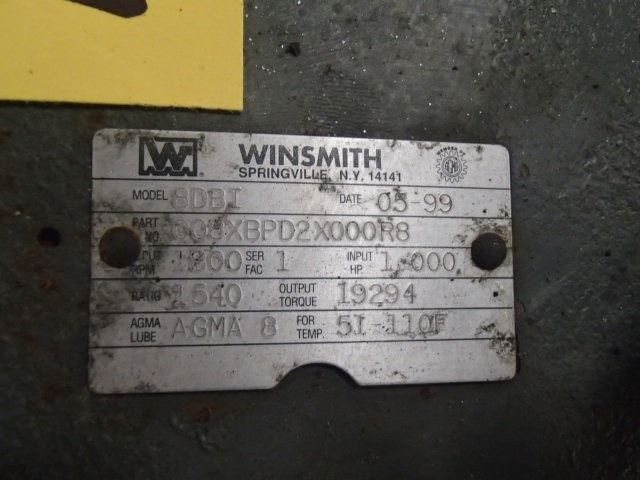 W WINSMITH
SPRINGVILLE, N.Y. 14141
MODEL 8DBI DATE 05-99
PART NO 008XBPD2X000R8
RPM SER FAC 1 INPUT HP 1.000
RATIO 1540 OUTPUT TORQUE 19294
AGMA LUBE AGMA 8 FOR TEMP. 51-110F